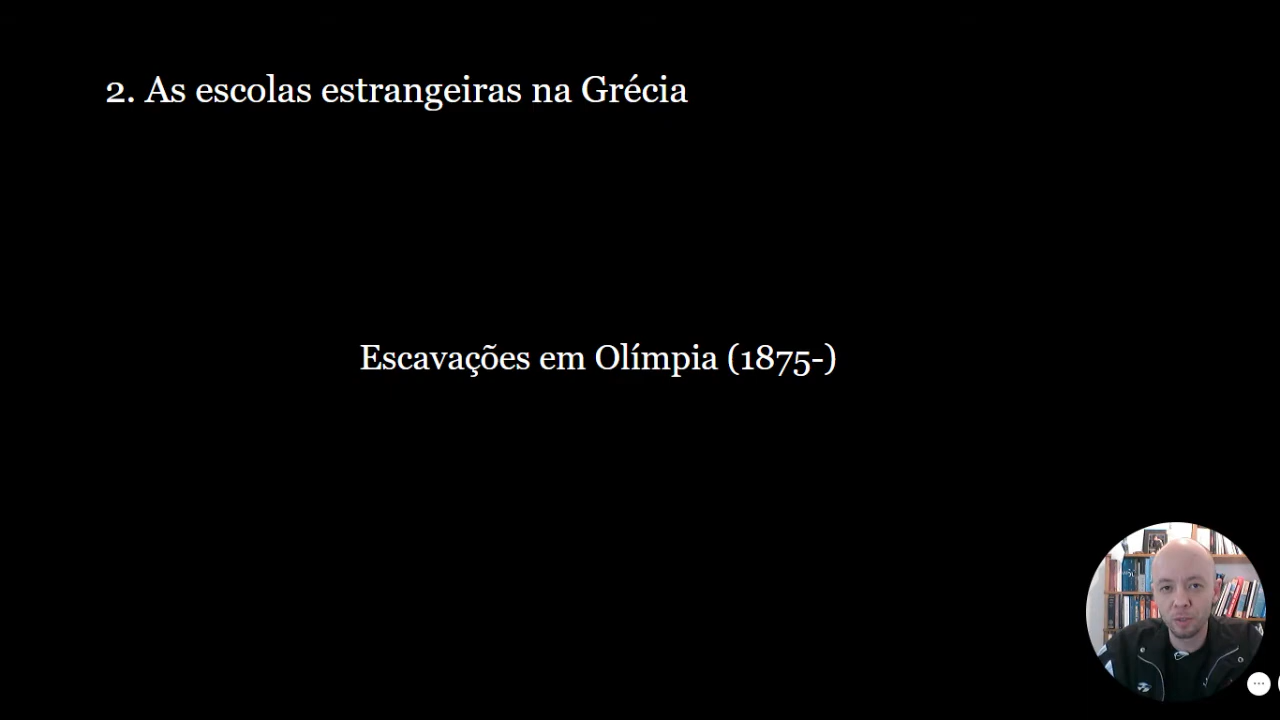 2. As escolas estrangeiras na Grécia
Escavações em Olímpia (1875-)